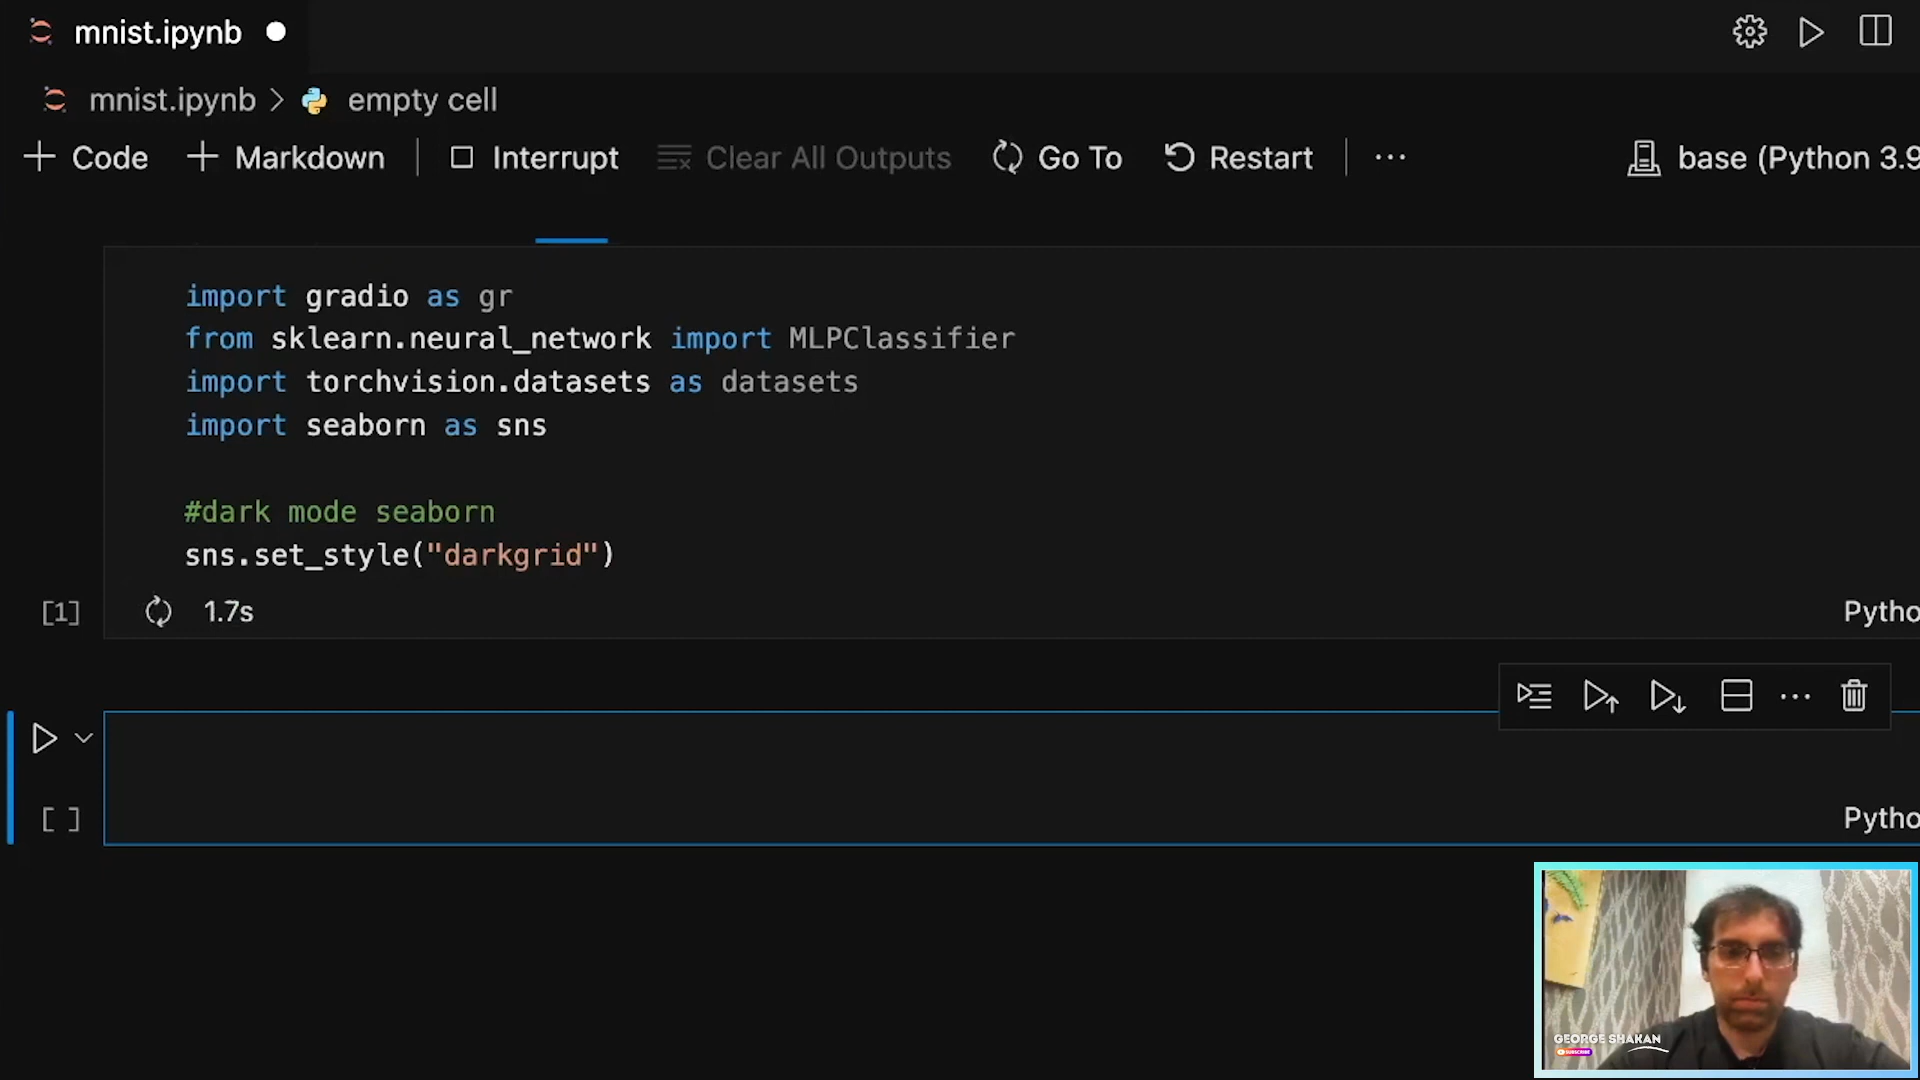 mnist.ipynb
mnist.ipynb > empty cell
+ Code + Markdown Interrupt Clear All Outputs Go To Restart ... base (Python 3.9
import gradio as gr
from sklearn.neural_network import MLPClassifier
import torchvision.datasets as datasets
import seaborn as sns
#dark mode seaborn
sns.set_style("darkgrid")
[1] 1.7s Pytho
[ ] Pytho
GEORGE SHAKAN
SUBSCRIBE